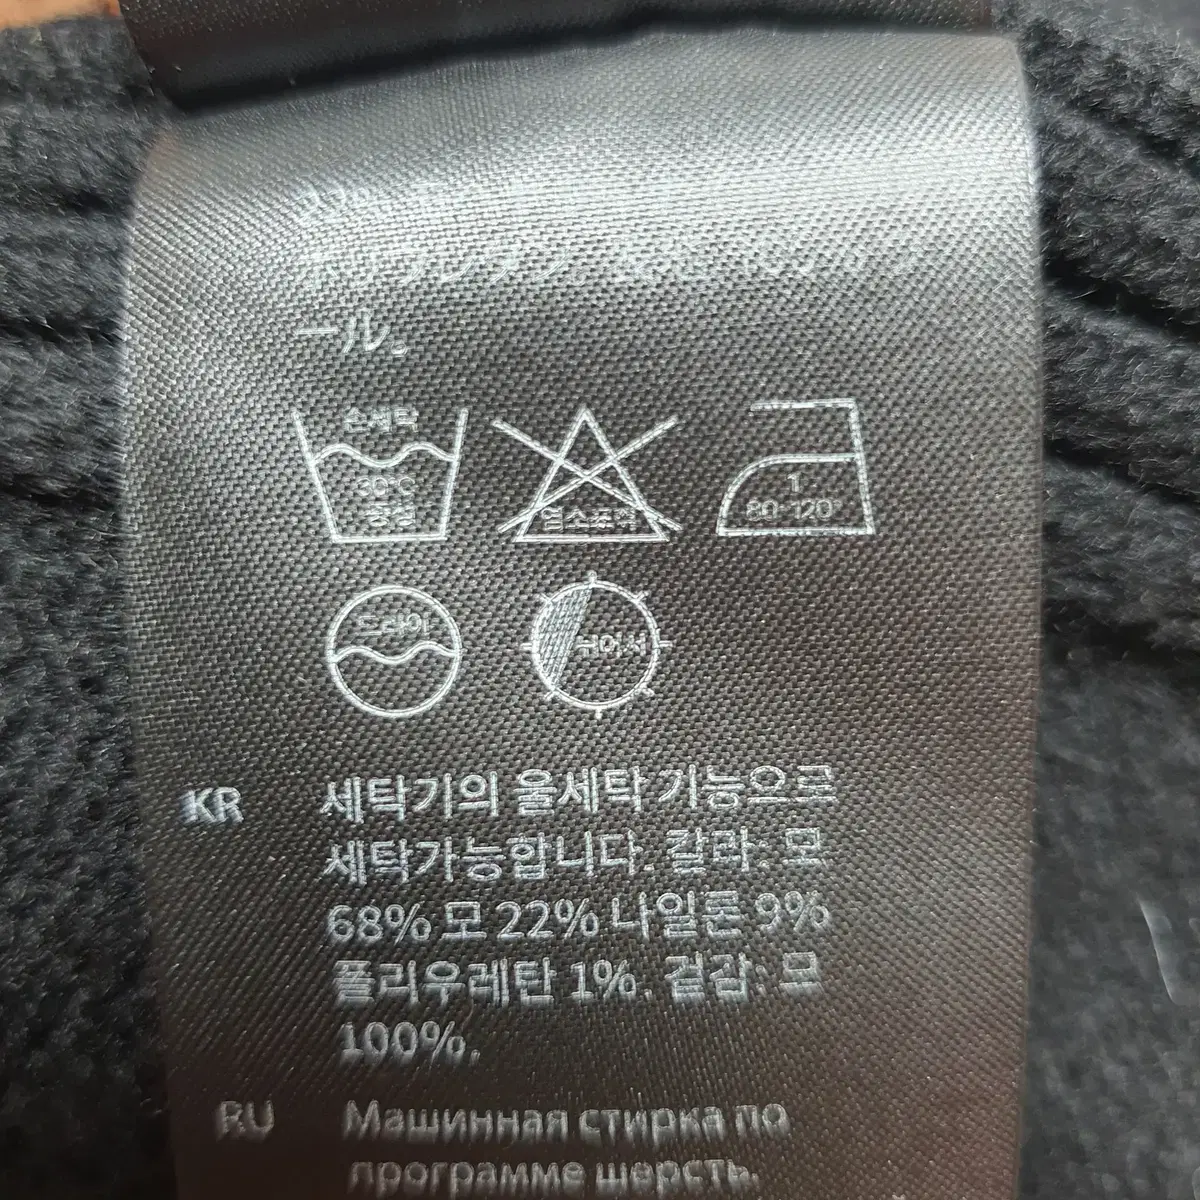 ール。
손세탁
30°C
중성
염소표백
1
80-120°
드라이
뉘어서
KR
세탁기의 울세탁 기능으로
세탁가능합니다. 칼라: 모
68% 모 22% 나일론 9%
폴리우레탄 1%. 겉감: 모
100%.
RU
Машинная стирка по
программе шерсть.